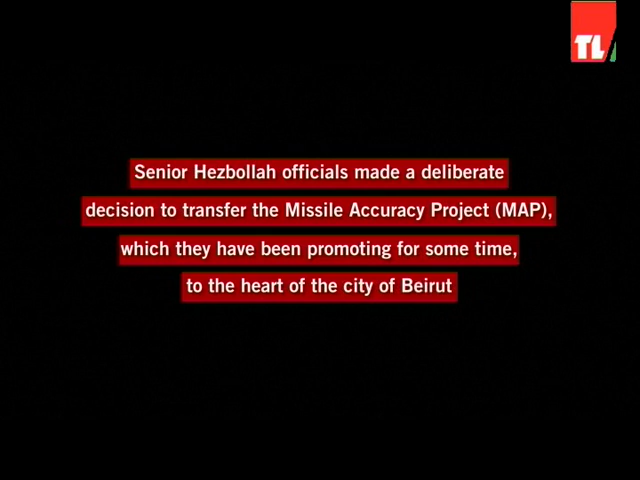 TL
Senior Hezbollah officials made a deliberate
decision to transfer the Missile Accuracy Project (MAP),
which they have been promoting for some time,
to the heart of the city of Beirut